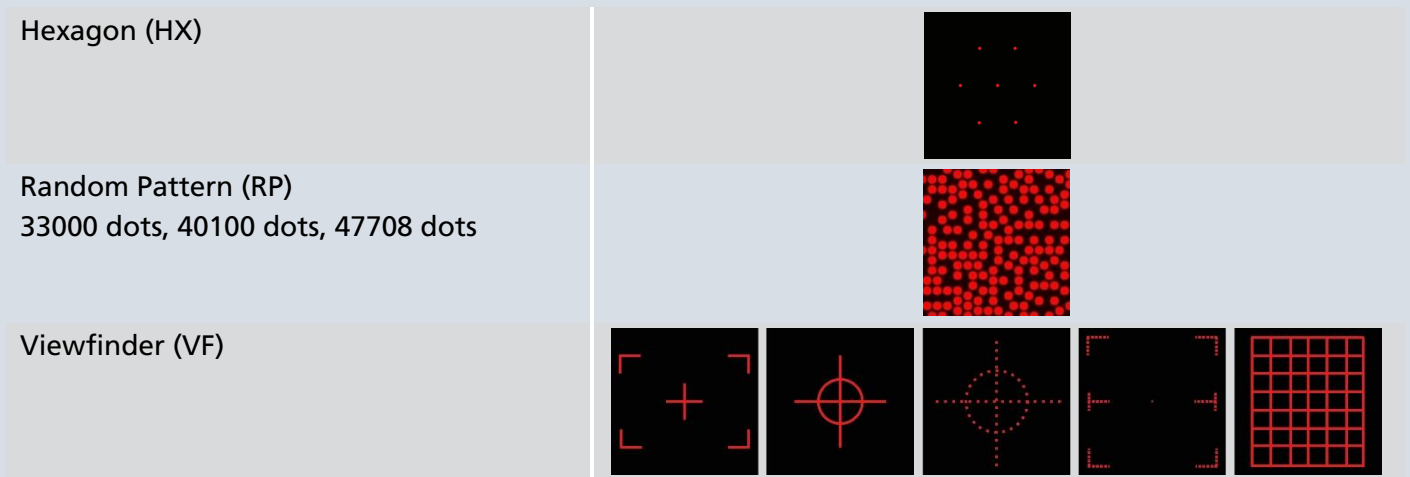 Hexagon (HX)
Random Pattern (RP)
33000 dots, 40100 dots, 47708 dots
Viewfinder (VF)